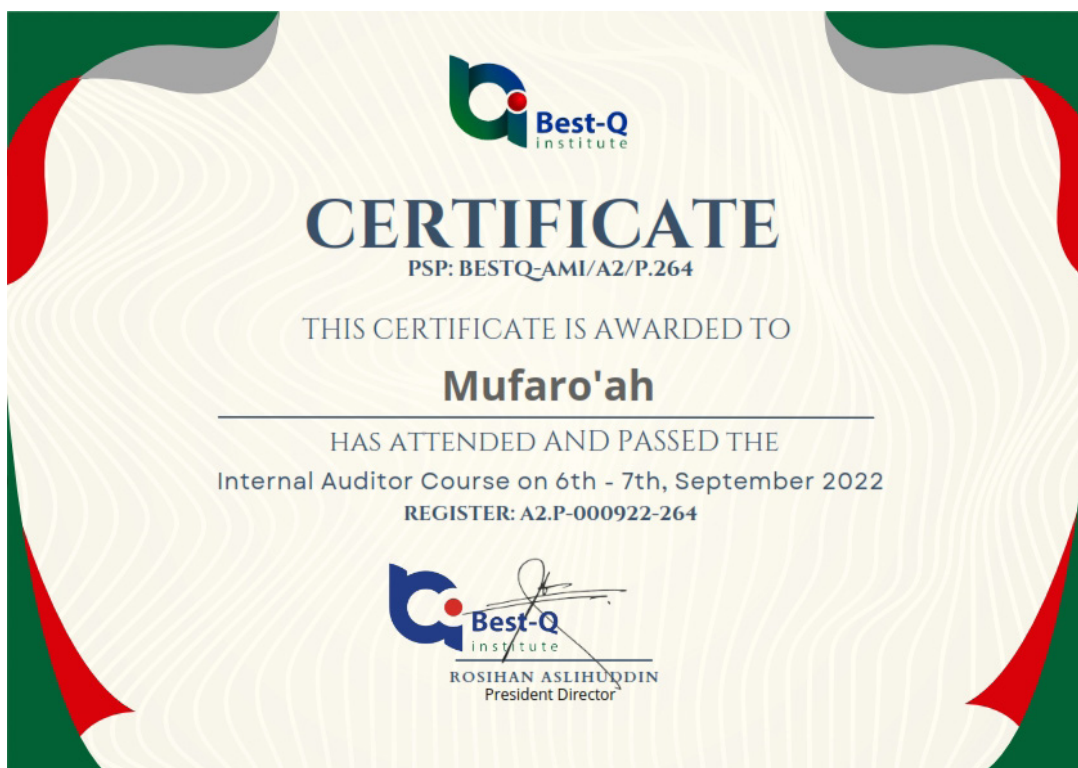 Best-Q
institute
CERTIFICATE
PSP: BESTQ-AMI/A2/P.264
THIS CERTIFICATE IS AWARDED TO
Mufaro'ah
HAS ATTENDED AND PASSED THE
Internal Auditor Course on 6th - 7th, September 2022
REGISTER: A2.P-000922-264
Best-Q
institute
ROSIHAN ASLIHUDDIN
President Director